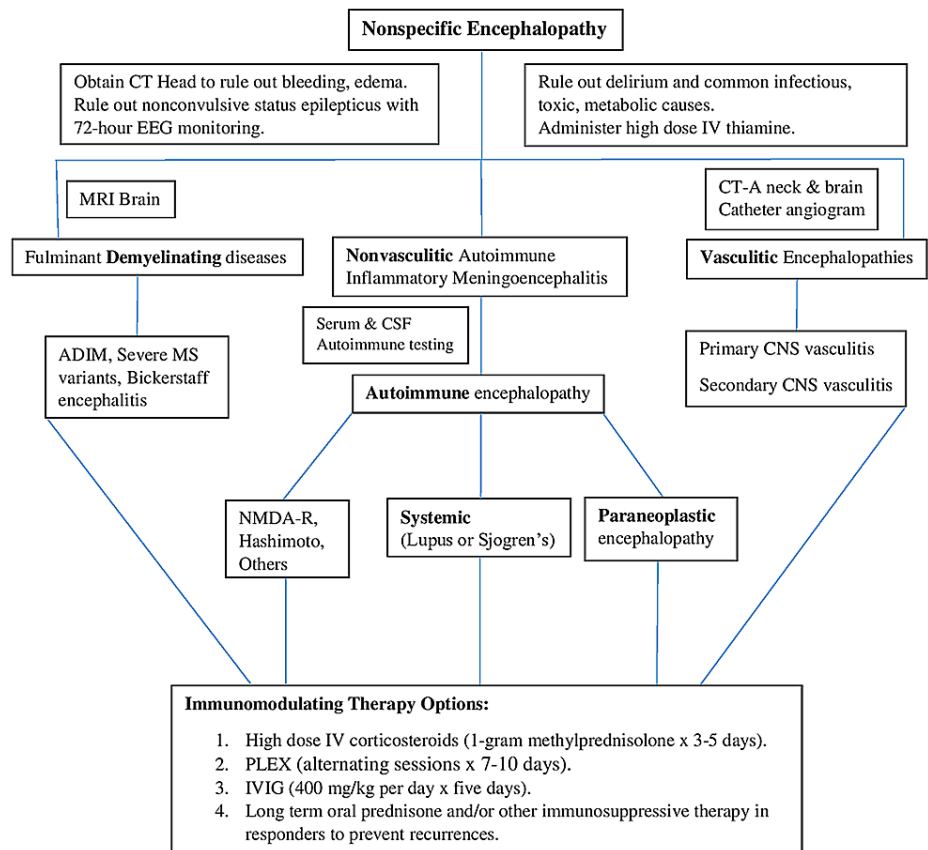 Nonspecific Encephalopathy
Obtain CT Head to rule out bleeding, edema.
Rule out nonconvulsive status epilepticus with
72-hour EEG monitoring.
Rule out delirium and common infectious,
toxic, metabolic causes.
Administer high dose IV thiamine.
MRI Brain
CT-A neck & brain
Catheter angiogram
Fulminant Demyelinating diseases
Nonvasculitic Autoimmune
Inflammatory Meningoencephalitis
Vasculitic Encephalopathies
Serum & CSF
Autoimmune testing
ADIM, Severe MS
variants, Bickerstaff
encephalitis
Primary CNS vasculitis
Secondary CNS vasculitis
Autoimmune encephalopathy
NMDA-R,
Hashimoto,
Others
Systemic
(Lupus or Sjogren’s)
Paraneoplastic
encephalopathy
Immunomodulating Therapy Options:
1. High dose IV corticosteroids (1-gram methylprednisolone x 3-5 days).
2. PLEX (alternating sessions x 7-10 days).
3. IVIG (400 mg/kg per day x five days).
4. Long term oral prednisone and/or other immunosuppressive therapy in
responders to prevent recurrences.